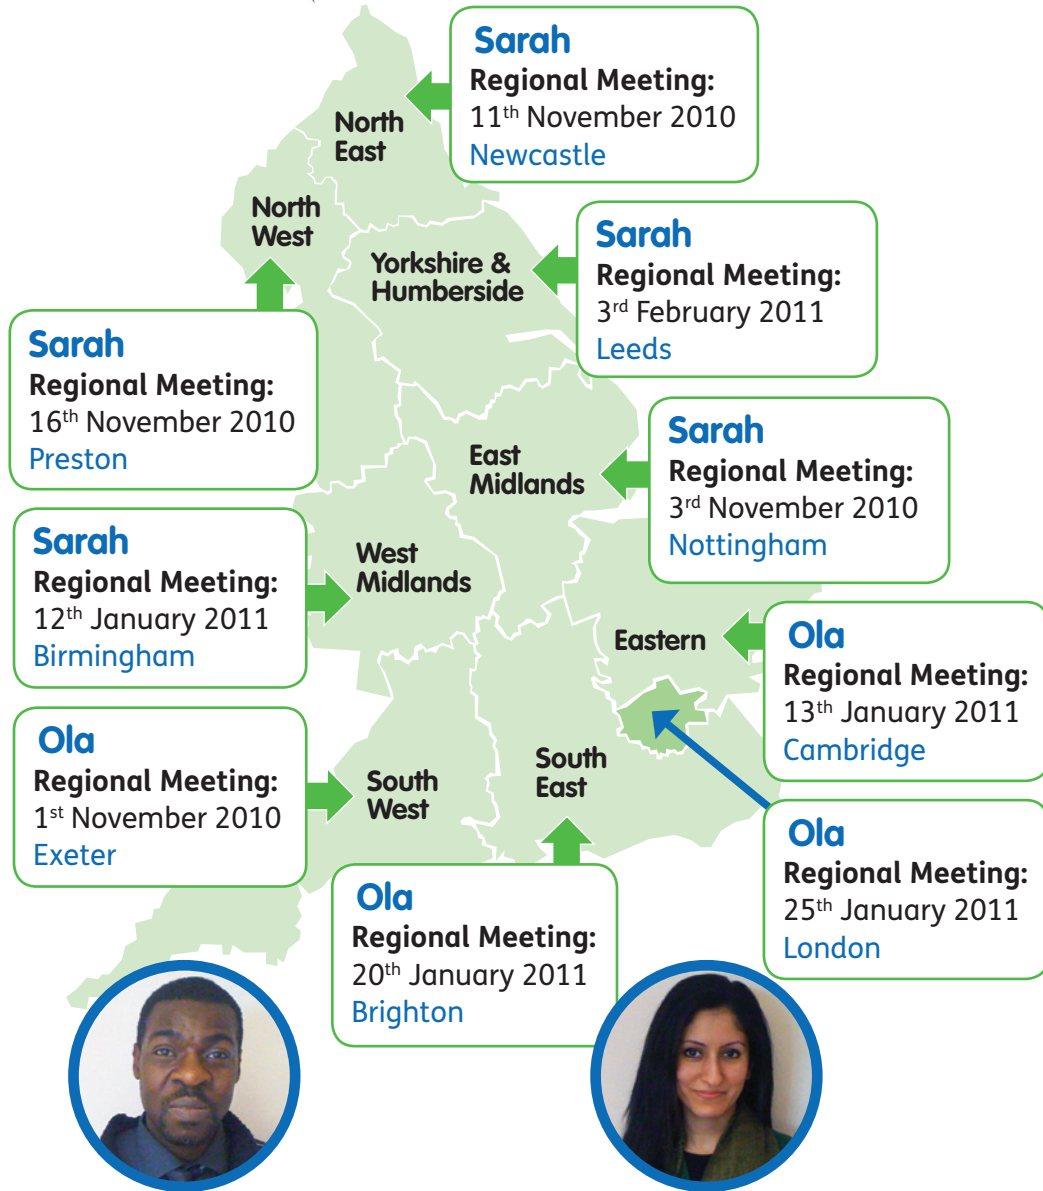 Sarah
Regional Meeting:
11th November 2010
Newcastle
North
East
North
West
Sarah
Regional Meeting:
3rd February 2011
Leeds
Yorkshire &
Humberside
Sarah
Regional Meeting:
16th November 2010
Preston
Sarah
Regional Meeting:
3rd November 2010
Nottingham
East
Midlands
Sarah
Regional Meeting:
12th January 2011
Birmingham
West
Midlands
Eastern
Ola
Regional Meeting:
13th January 2011
Cambridge
Ola
Regional Meeting:
1st November 2010
Exeter
South
West
South
East
Ola
Regional Meeting:
25th January 2011
London
Ola
Regional Meeting:
20th January 2011
Brighton